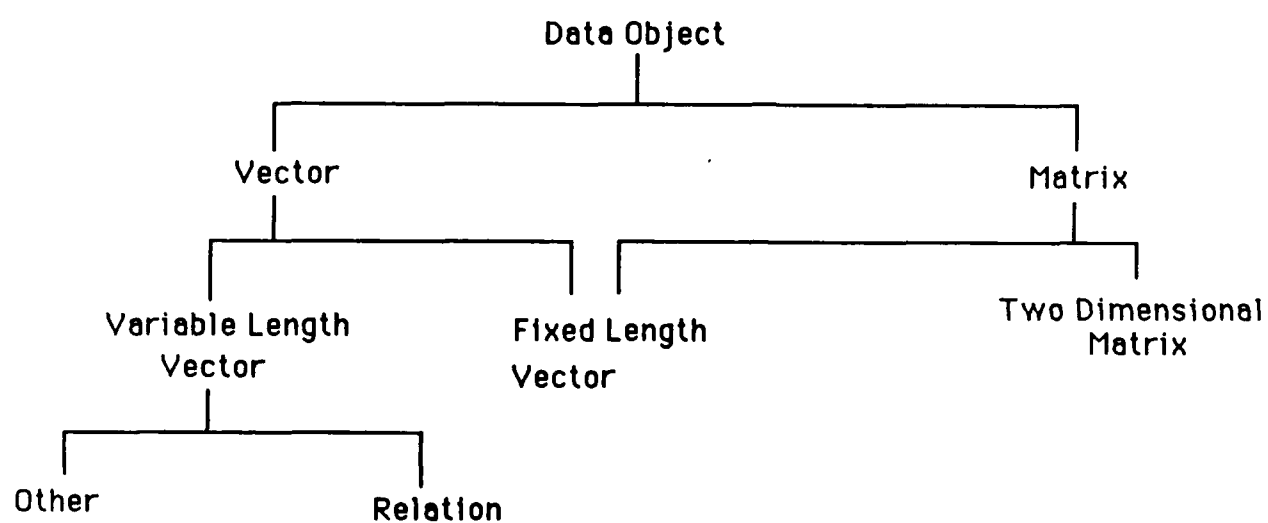 Data Object
Vector
Matrix
Variable Length
Vector
Fixed Length
Vector
Two Dimensional
Matrix
Other
Relation